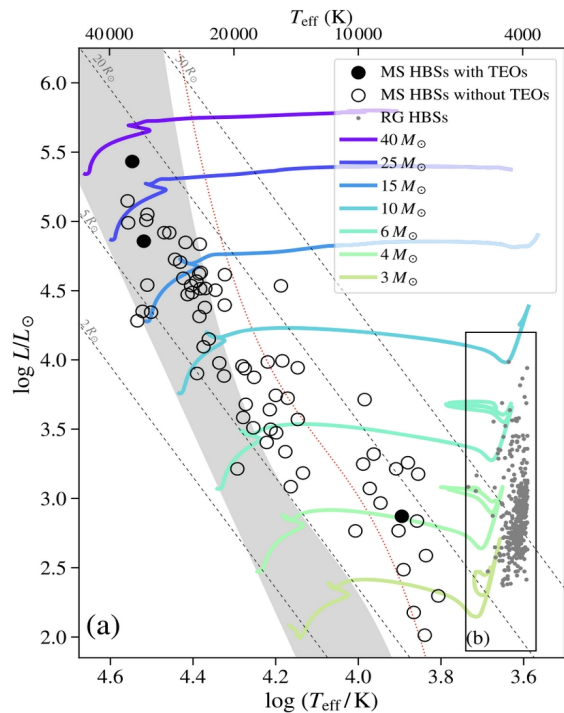 T_eff (K)
40000 20000 10000 4000
20 R⊙
50 R⊙
5 R⊙
2 R⊙
MS HBSs with TEOs
MS HBSs without TEOs
RG HBSs
40 M⊙
25 M⊙
15 M⊙
10 M⊙
6 M⊙
4 M⊙
3 M⊙
log L/L⊙
6.0
5.5
5.0
4.5
4.0
3.5
3.0
2.5
2.0
(a)
(b)
4.6 4.4 4.2 4.0 3.8 3.6
log (T_eff/K)